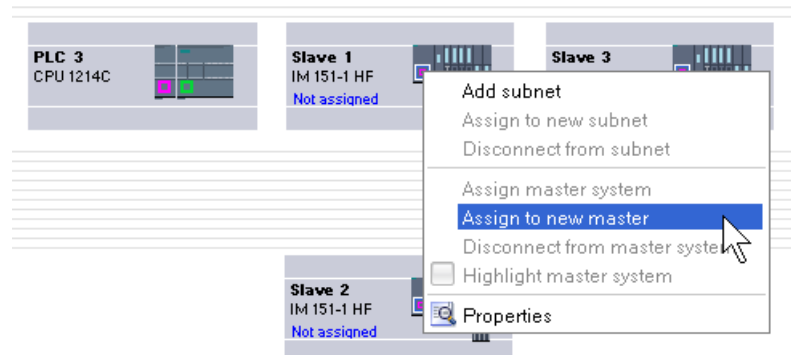 PLC 3
CPU 1214C
Slave 1
IM 151-1 HF
Not assigned
Slave 3
Add subnet
Assign to new subnet
Disconnect from subnet
Assign master system
Assign to new master
Disconnect from master system
Highlight master system
Properties
Slave 2
IM 151-1 HF
Not assigned